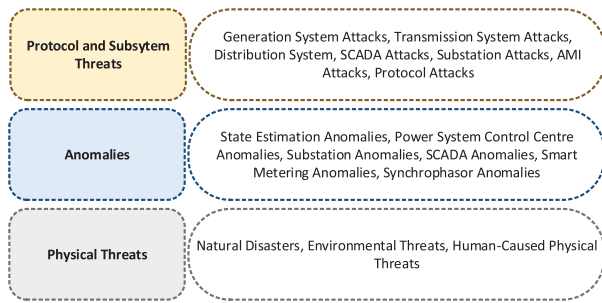 Protocol and Subsytem
Threats
Generation System Attacks, Transmission System Attacks,
Distribution System, SCADA Attacks, Substation Attacks, AMI
Attacks, Protocol Attacks
Anomalies
State Estimation Anomalies, Power System Control Centre
Anomalies, Substation Anomalies, SCADA Anomalies, Smart
Metering Anomalies, Synchrophasor Anomalies
Physical Threats
Natural Disasters, Environmental Threats, Human-Caused Physical
Threats